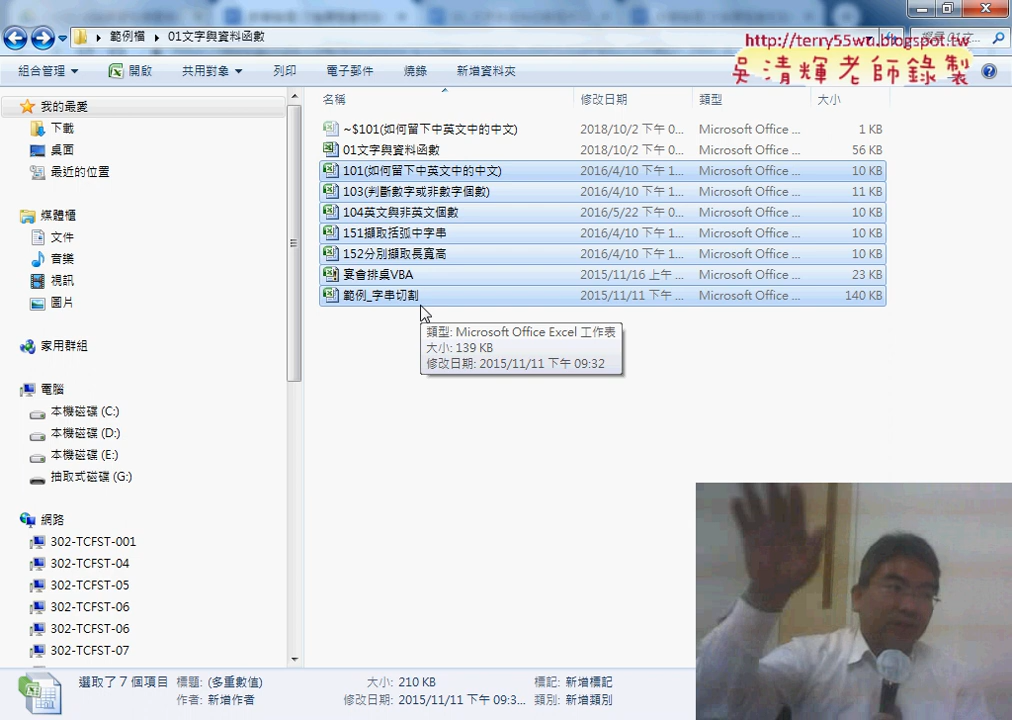 範例檔 ▸ 01文字與資料函數
http://terry55wu.blogspot.tw
吳清輝老師錄製
組合管理 開啟 共用對象 列印 電子郵件 燒錄 新增資料夾
名稱 修改日期 類型 大小
~$101(如何留下中英文中的中文) 2018/10/2 下午 0... Microsoft Office ... 1 KB
01文字與資料函數 2018/10/2 下午 0... Microsoft Office ... 56 KB
101(如何留下中英文中的中文) 2016/4/10 下午 1... Microsoft Office ... 10 KB
103(判斷數字或非數字個數) 2016/4/10 下午 1... Microsoft Office ... 11 KB
104英文與非英文個數 2016/5/22 下午 0... Microsoft Office ... 10 KB
151擷取括弧中字串 2016/4/10 下午 1... Microsoft Office ... 10 KB
152分別擷取長寬高 2016/4/10 下午 1... Microsoft Office ... 10 KB
宴會排桌VBA 2015/11/16 上午 ... Microsoft Office ... 23 KB
範例_字串切割 2015/11/11 下午 ... Microsoft Office ... 140 KB
類型: Microsoft Office Excel 工作表
大小: 139 KB
修改日期: 2015/11/11 下午 09:32
我的最愛
下載
桌面
最近的位置
媒體櫃
文件
音樂
視訊
圖片
家用群組
電腦
本機磁碟 (C:)
本機磁碟 (D:)
本機磁碟 (E:)
抽取式磁碟 (G:)
網路
302-TCFST-001
302-TCFST-04
302-TCFST-05
302-TCFST-06
302-TCFST-06
302-TCFST-07
選取了 7 個項目 標題: (多重數值) 大小: 210 KB 標記: 新增標記
作者: 新增作者 修改日期: 2015/11/11 下午 09:3... 類別: 新增類別